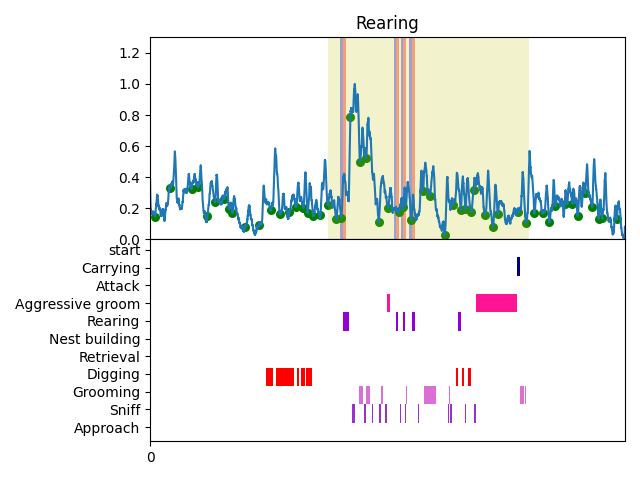 Rearing
1.2
1.0
0.8
0.6
0.4
0.2
0.0
start
Carrying
Attack
Aggressive groom
Rearing
Nest building
Retrieval
Digging
Grooming
Sniff
Approach
0